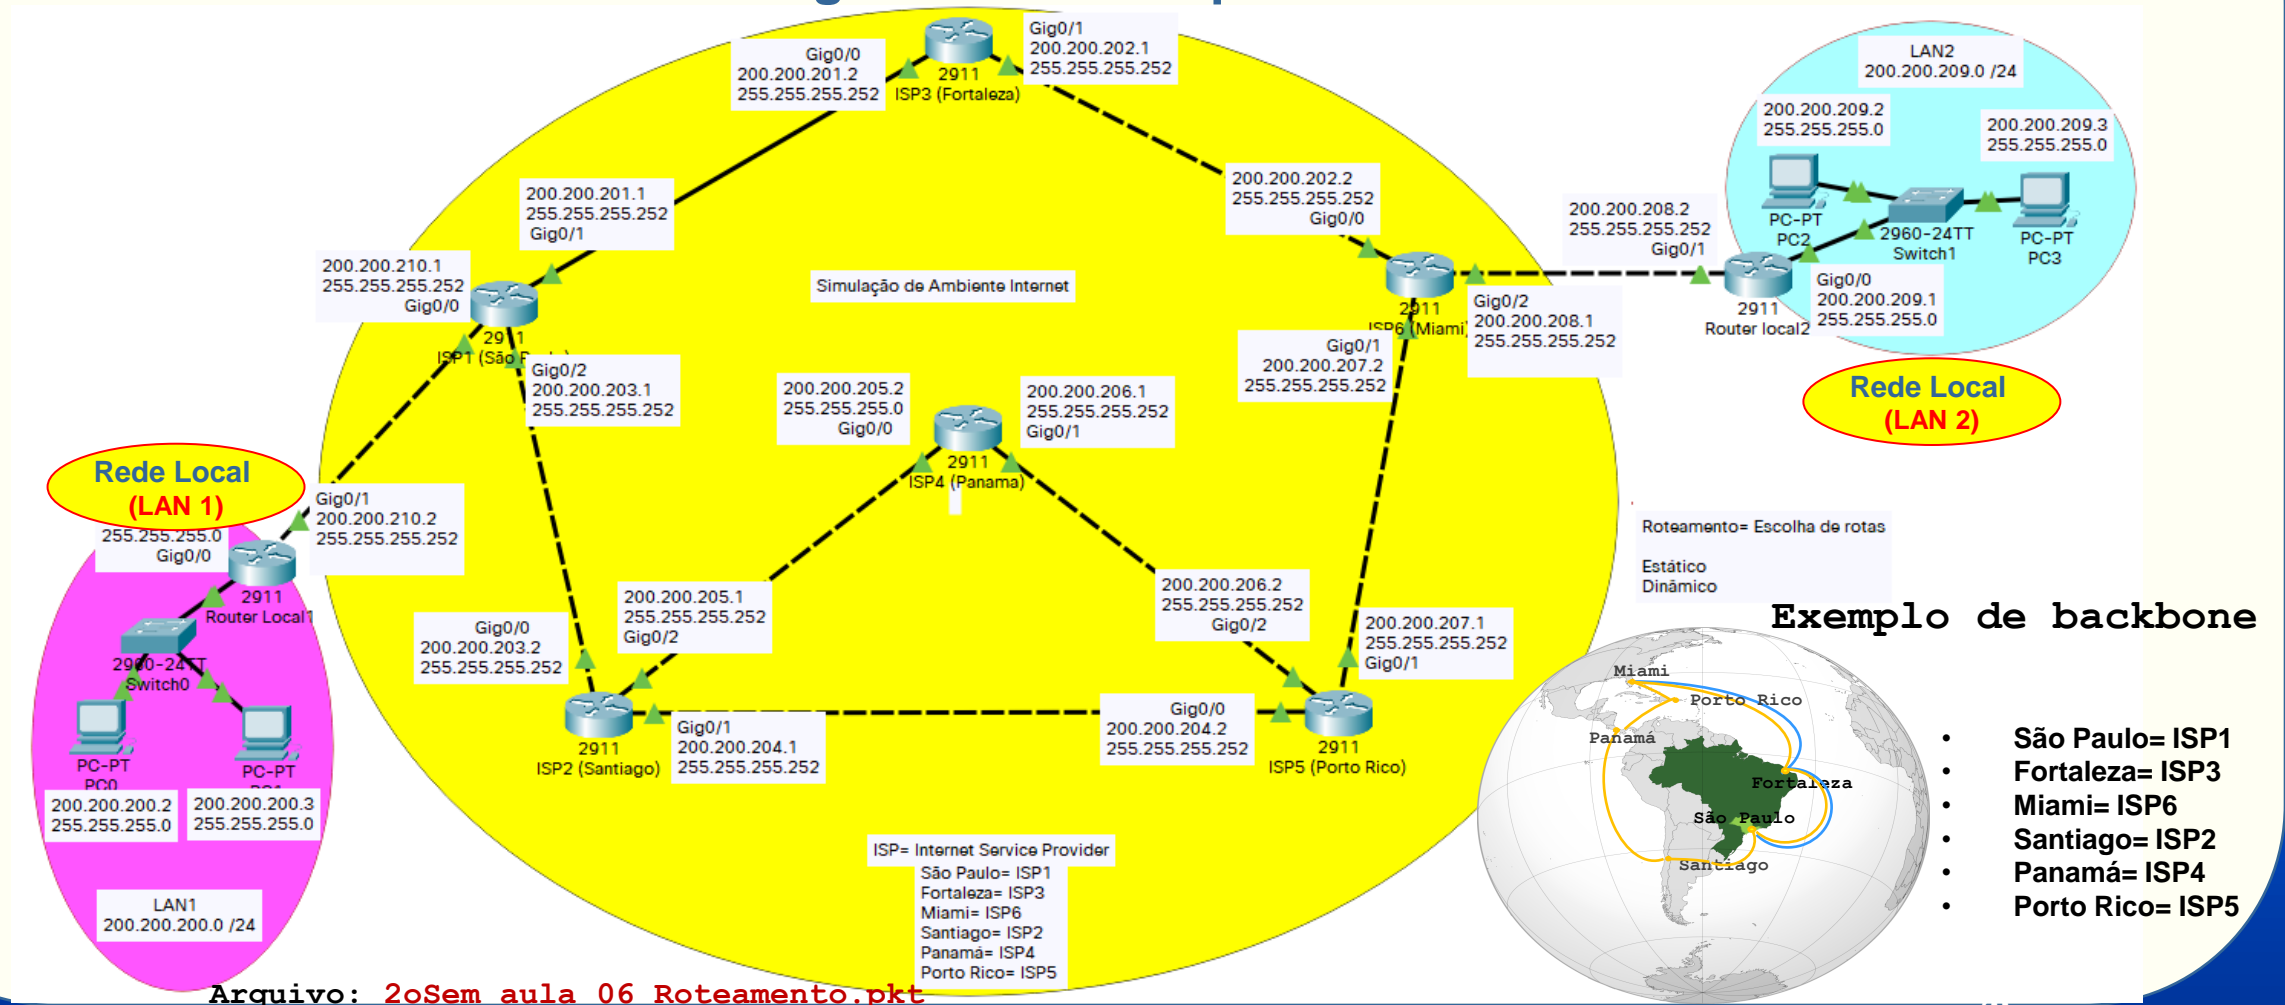 Gig0/0
200.200.201.2
255.255.255.252
2911
ISP3 (Fortaleza)
Gig0/1
200.200.202.1
255.255.255.252
LAN2
200.200.209.0 /24
200.200.209.2
255.255.255.0
200.200.209.3
255.255.255.0
PC-PT
PC2
2960-24TT
Switch1
PC-PT
PC3
200.200.201.1
255.255.255.252
Gig0/1
200.200.202.2
255.255.255.252
Gig0/0
200.200.208.2
255.255.255.252
Gig0/1
200.200.210.1
255.255.255.252
Gig0/0
Simulação de Ambiente Internet
2911
ISP1 (São
2911
ISP6 (Miami)
Gig0/2
200.200.208.1
255.255.255.252
2911
Router local2
Gig0/0
200.200.209.1
255.255.255.0
Gig0/2
200.200.203.1
255.255.255.252
Gig0/1
200.200.207.2
255.255.255.252
200.200.205.2
255.255.255.0
Gig0/0
200.200.206.1
255.255.255.252
Gig0/1
2911
ISP4 (Panama)
Rede Local
(LAN 2)
Rede Local
(LAN 1)
255.255.255.0
Gig0/0
Gig0/1
200.200.210.2
255.255.255.252
2911
Router Local1
2960-24TT
Switch0
PC-PT
PC0
PC-PT
200.200.200.2
255.255.255.0
200.200.200.3
255.255.255.0
LAN1
200.200.200.0 /24
Roteamento= Escolha de rotas
Estático
Dinâmico
Gig0/0
200.200.203.2
255.255.255.252
200.200.205.1
255.255.255.252
Gig0/2
200.200.206.2
255.255.255.252
Gig0/2
200.200.207.1
255.255.255.252
Gig0/1
2911
ISP2 (Santiago)
Gig0/1
200.200.204.1
255.255.255.252
Gig0/0
200.200.204.2
255.255.255.252
2911
ISP5 (Porto Rico)
ISP= Internet Service Provider
São Paulo= ISP1
Fortaleza= ISP3
Miami= ISP6
Santiago= ISP2
Panamá= ISP4
Porto Rico= ISP5
Exemplo de backbone
Miami
Porto Rico
Panamá
Fortaleza
São Paulo
Santiago
• São Paulo= ISP1
• Fortaleza= ISP3
• Miami= ISP6
• Santiago= ISP2
• Panamá= ISP4
• Porto Rico= ISP5
Arquivo: 2oSem aula 06 Roteamento.pkt